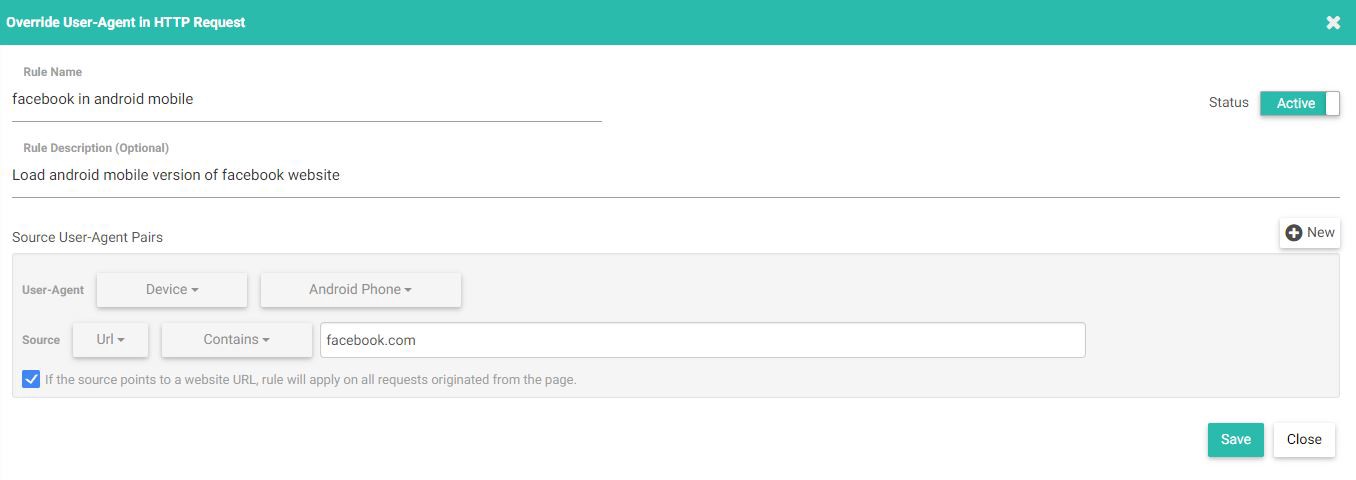 Override User-Agent in HTTP Request
Rule Name
facebook in android mobile
Status Active
Rule Description (Optional)
Load android mobile version of facebook website
Source User-Agent Pairs
New
User-Agent Device Android Phone
Source Url Contains facebook.com
If the source points to a website URL, rule will apply on all requests originated from the page.
Save Close